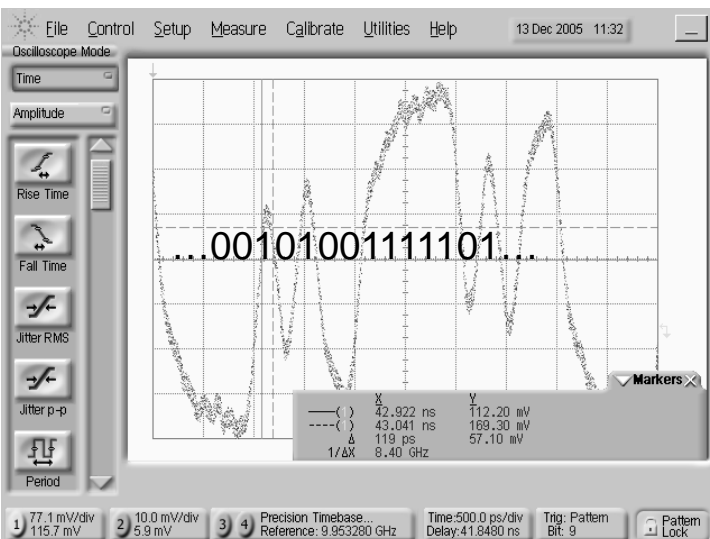 File Control Setup Measure Calibrate Utilities Help 13 Dec 2005 11:32
Oscilloscope Mode
Time
Amplitude
Rise Time
Fall Time
Jitter RMS
Jitter p-p
Period
...00101001111101...
Markers
X Y
(1) 42.922 ns 112.20 mV
(1) 43.041 ns 169.30 mV
Δ 119 ps 57.10 mV
1/ΔX 8.40 GHz
1 77.1 mV/div
115.7 mV
2 10.0 mV/div
5.9 mV
3 4 Precision Timebase...
Reference: 9.953280 GHz
Time:500.0 ps/div
Delay:41.8480 ns
Trig: Pattern
Bit: 9
Pattern
Lock